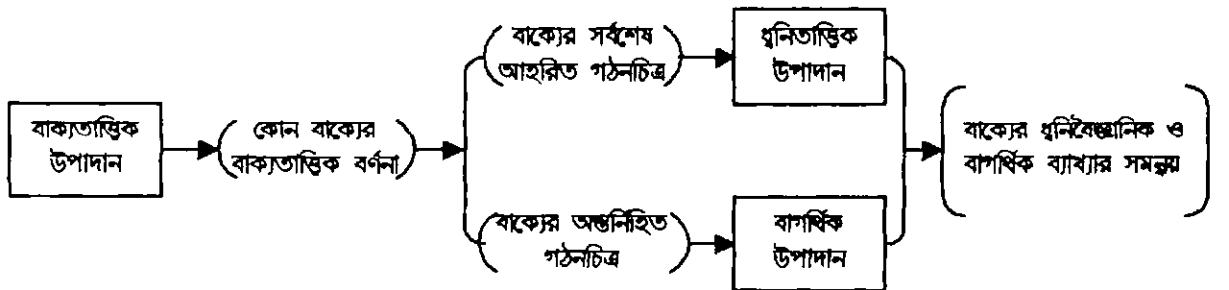 বাক্যতাত্ত্বিক
উপাদান
কোন বাক্যের
বাক্যতাত্ত্বিক বর্ণনা
বাক্যের সর্বশেষ
আহরিত গঠনচিত্র
ধ্বনিতাত্ত্বিক
উপাদান
বাক্যের অন্তর্নিহিত
গঠনচিত্র
বাগর্থিক
উপাদান
বাক্যের ধ্বনিবৈজ্ঞানিক ও
বাগর্থিক ব্যাখ্যার সমন্বয়